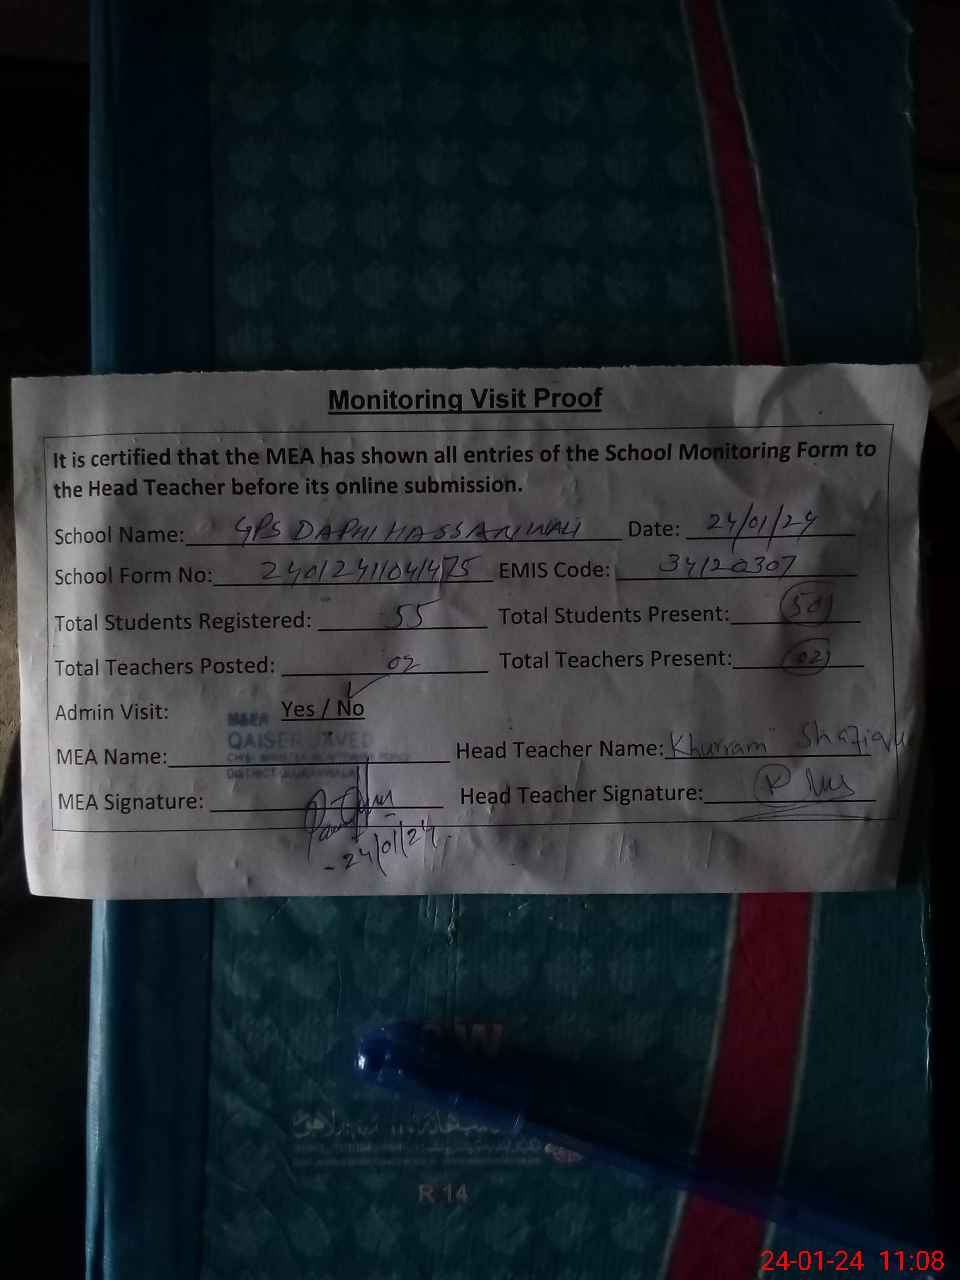 Monitoring Visit Proof
It is certified that the MEA has shown all entries of the School Monitoring Form to
the Head Teacher before its online submission.
School Name: GPS DAPHI HASSANWALI Date: 24/01/24
School Form No: 24012411041475 EMIS Code: 34120307
Total Students Registered: 55 Total Students Present: 50
Total Teachers Posted: 02 Total Teachers Present: 02
Admin Visit: Yes / No
M&EA
QAISER JAVED
MEA Name: Head Teacher Name: Khurram
MEA Signature: Head Teacher Signature:
24/01/24
R 14
24-01-24 11:08